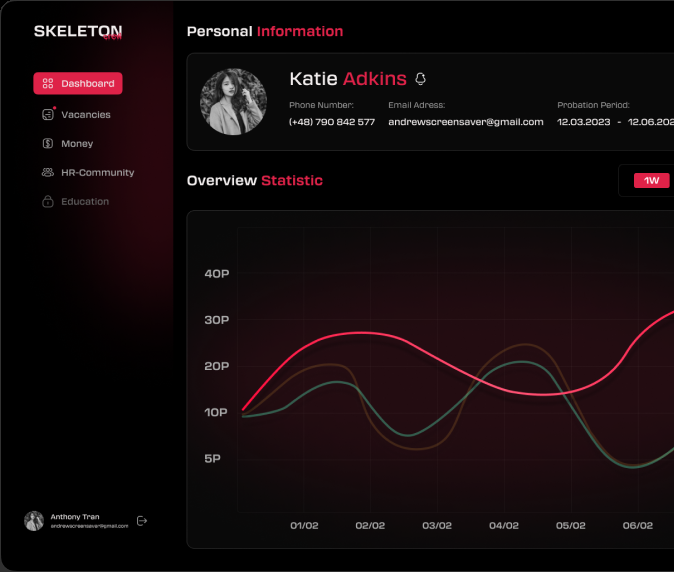 SKELETON
crew
Dashboard
Vacancies
Money
HR-Community
Education
Anthony Tran
andrewscreensaver@gmail.com
Personal Information
Katie Adkins
Phone Number:
(+48) 790 842 577
Email Adress:
andrewscreensaver@gmail.com
Probation Period:
12.03.2023 - 12.06.202
Overview Statistic
1W
40P
30P
20P
10P
5P
01/02 02/02 03/02 04/02 05/02 06/02